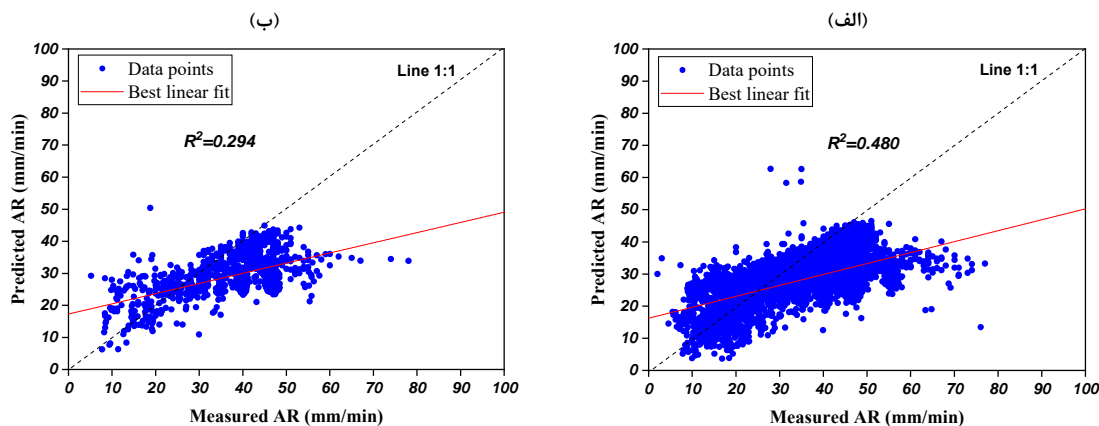 (ب)
100
90
80
70
60
50
40
30
20
10
0
Predicted AR (mm/min)
Data points
Best linear fit
Line 1:1
R²=0.294
0 10 20 30 40 50 60 70 80 90 100
Measured AR (mm/min)
(الف)
100
90
80
70
60
50
40
30
20
10
0
Predicted AR (mm/min)
Data points
Best linear fit
Line 1:1
R²=0.480
0 10 20 30 40 50 60 70 80 90 100
Measured AR (mm/min)